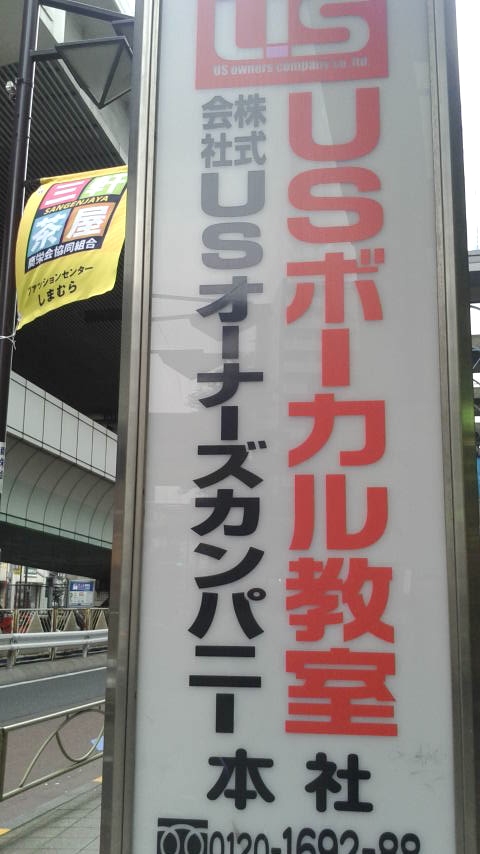 US
US owners company co.,ltd.
USボーカル教室
株式会社USオーナーズカンパニー
本社
0120-1692-88
三軒
SANGENJAYA
茶屋
商栄会協同組合
ファッションセンター
しまむら